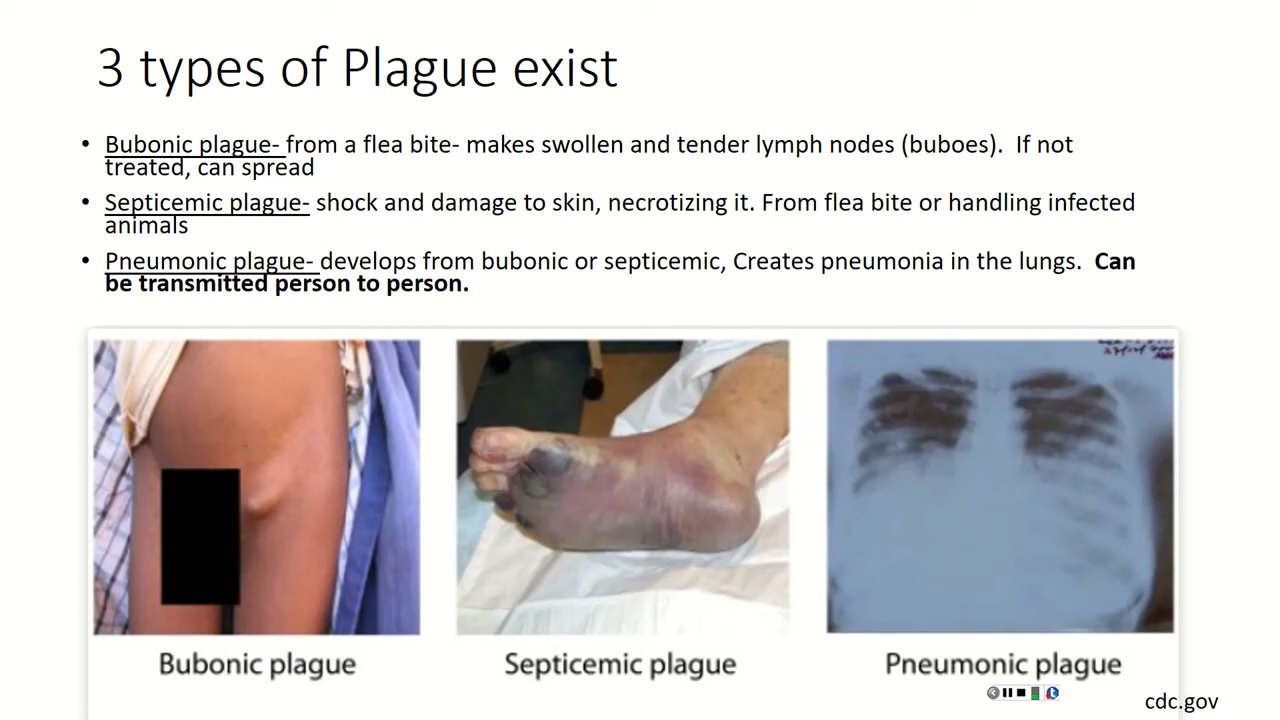 3 types of Plague exist
• Bubonic plague- from a flea bite- makes swollen and tender lymph nodes (buboes).  If not
treated, can spread
• Septicemic plague- shock and damage to skin, necrotizing it. From flea bite or handling infected
animals
• Pneumonic plague- develops from bubonic or septicemic, Creates pneumonia in the lungs.  Can
be transmitted person to person.
Bubonic plague
Septicemic plague
Pneumonic plague
cdc.gov